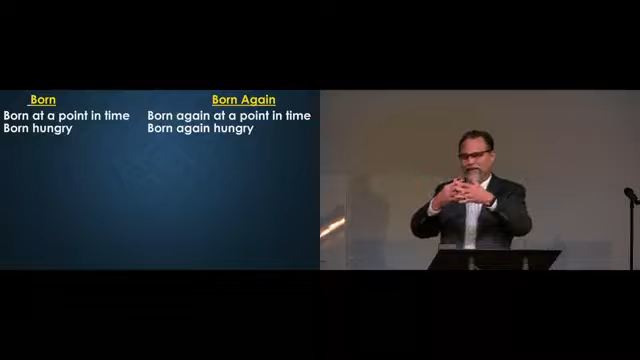 Born
Born Again
Born at a point in time
Born again at a point in time
Born hungry
Born again hungry